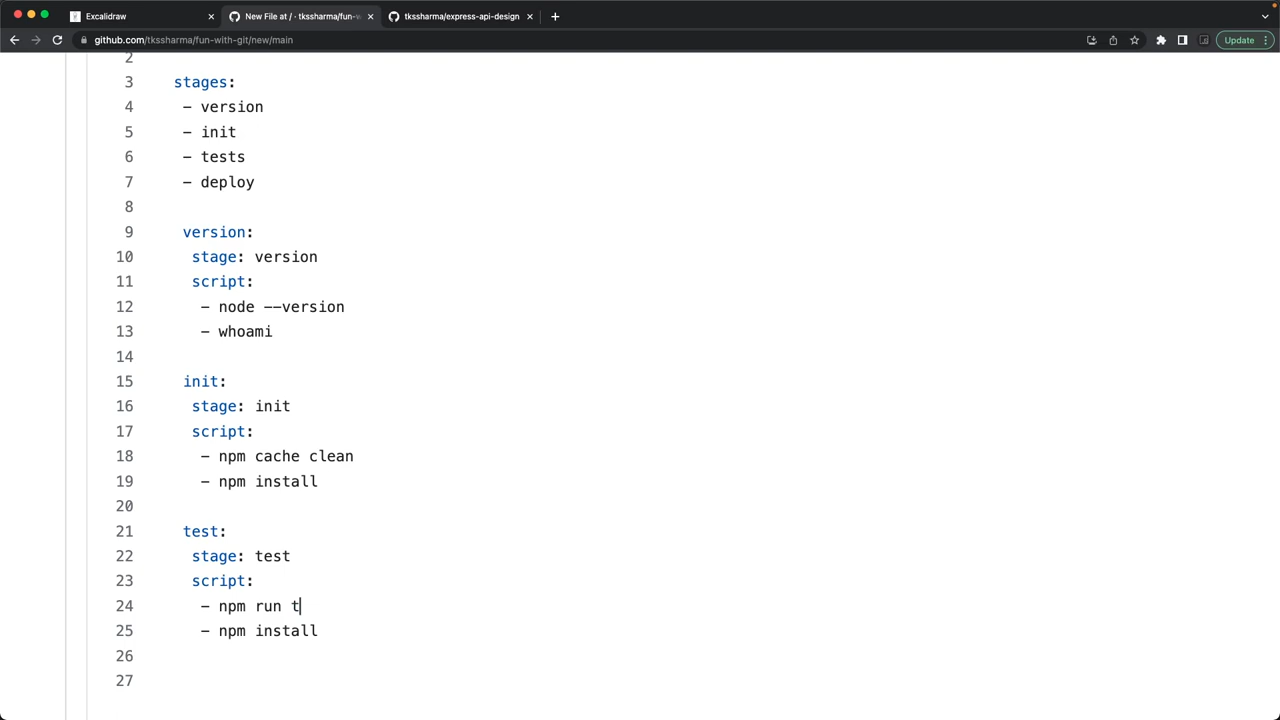 Excalidraw
New File at / · tkssharma/fun-w
tkssharma/express-api-design
github.com/tkssharma/fun-with-git/new/main
Update
2
3 stages:
4 - version
5 - init
6 - tests
7 - deploy
8
9 version:
10 stage: version
11 script:
12 - node --version
13 - whoami
14
15 init:
16 stage: init
17 script:
18 - npm cache clean
19 - npm install
20
21 test:
22 stage: test
23 script:
24 - npm run t
25 - npm install
26
27